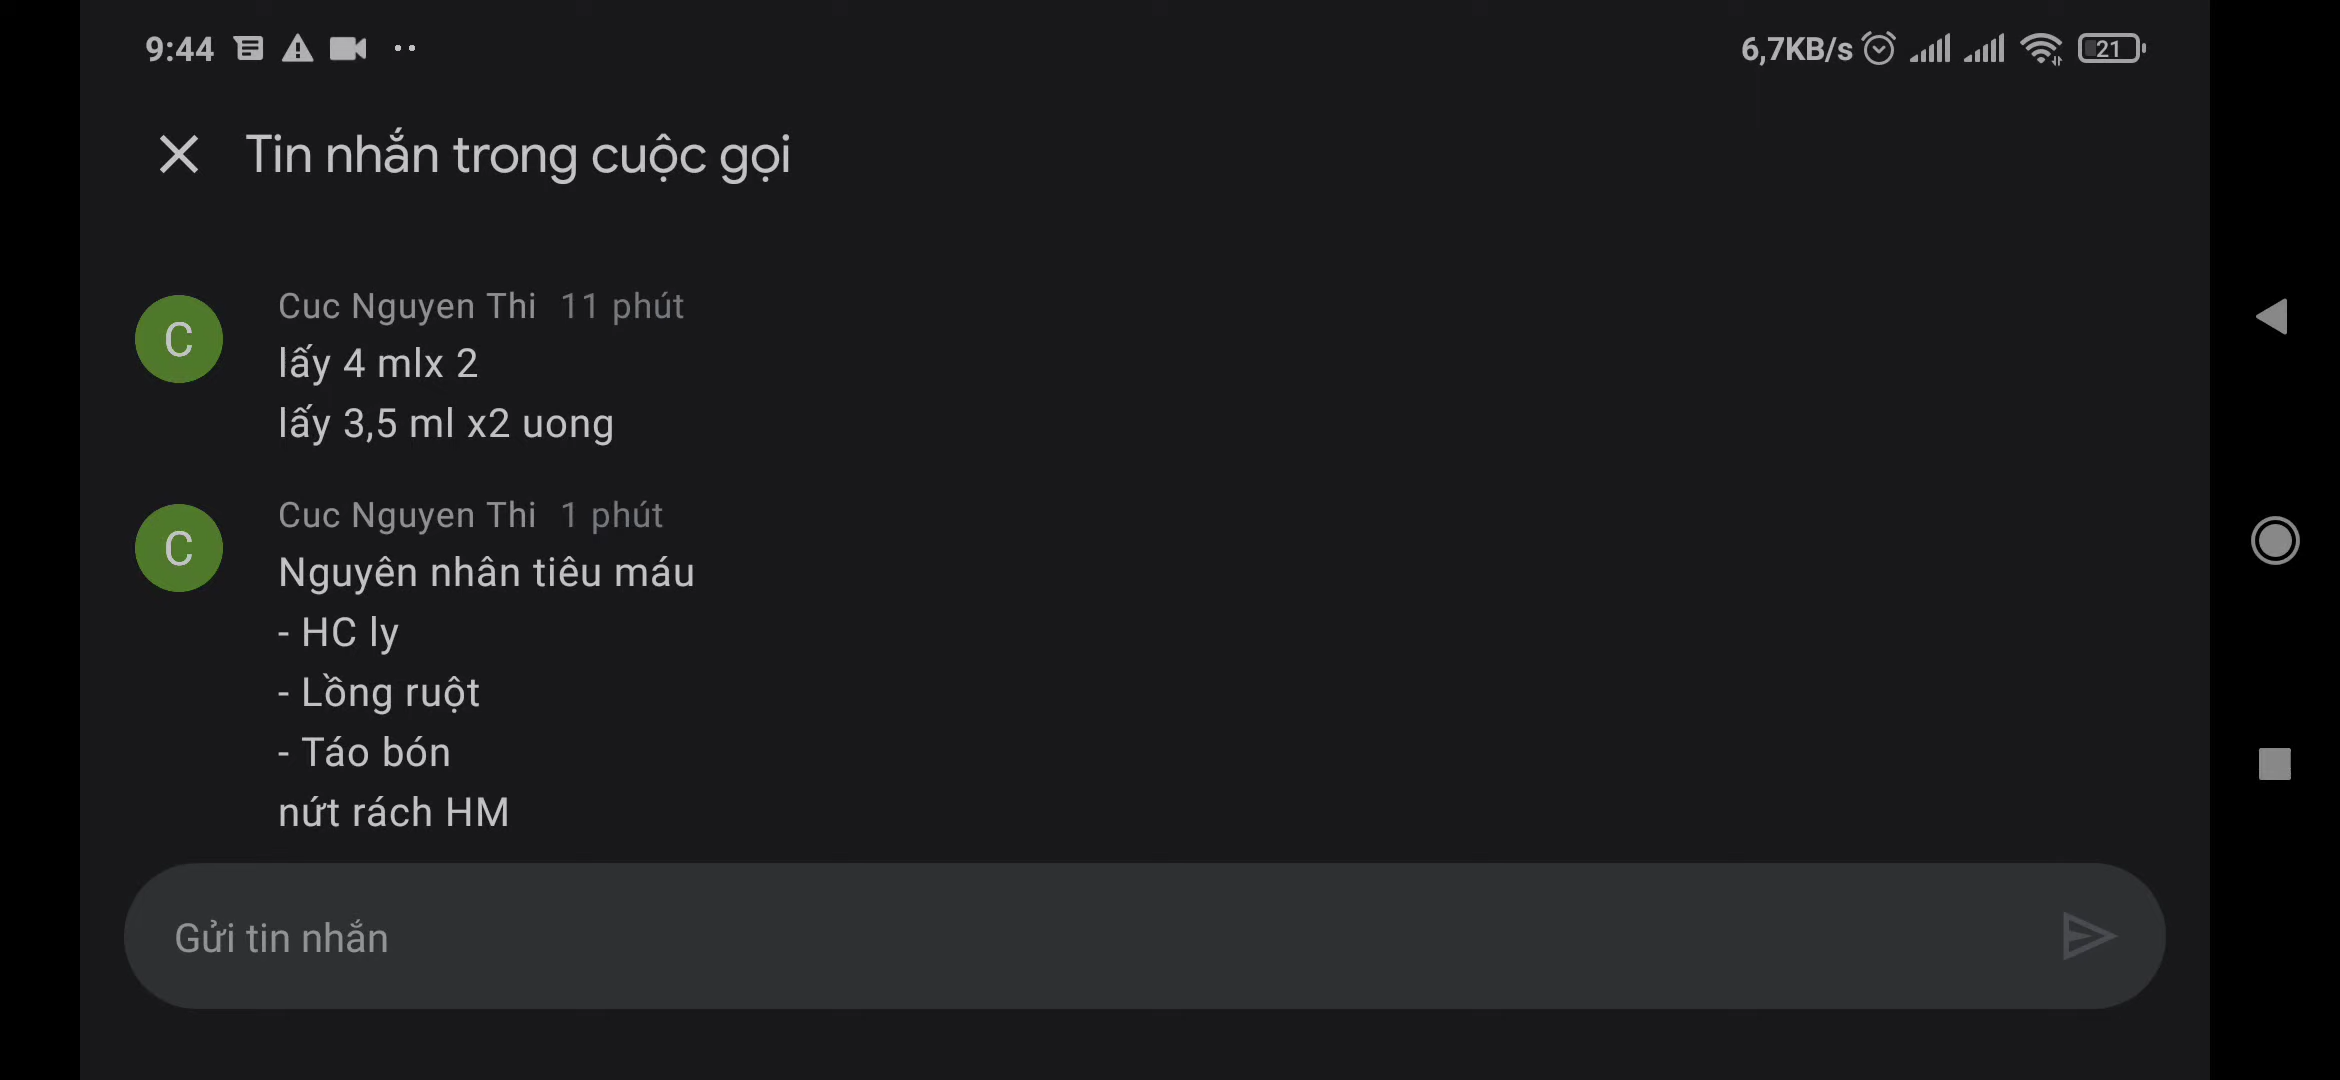 9:44
6,7KB/s
21
Tin nhắn trong cuộc gọi
C
Cuc Nguyen Thi 11 phút
lấy 4 mlx 2
lấy 3,5 ml x2 uong
C
Cuc Nguyen Thi 1 phút
Nguyên nhân tiêu máu
- HC ly
- Lồng ruột
- Táo bón
nứt rách HM
Gửi tin nhắn